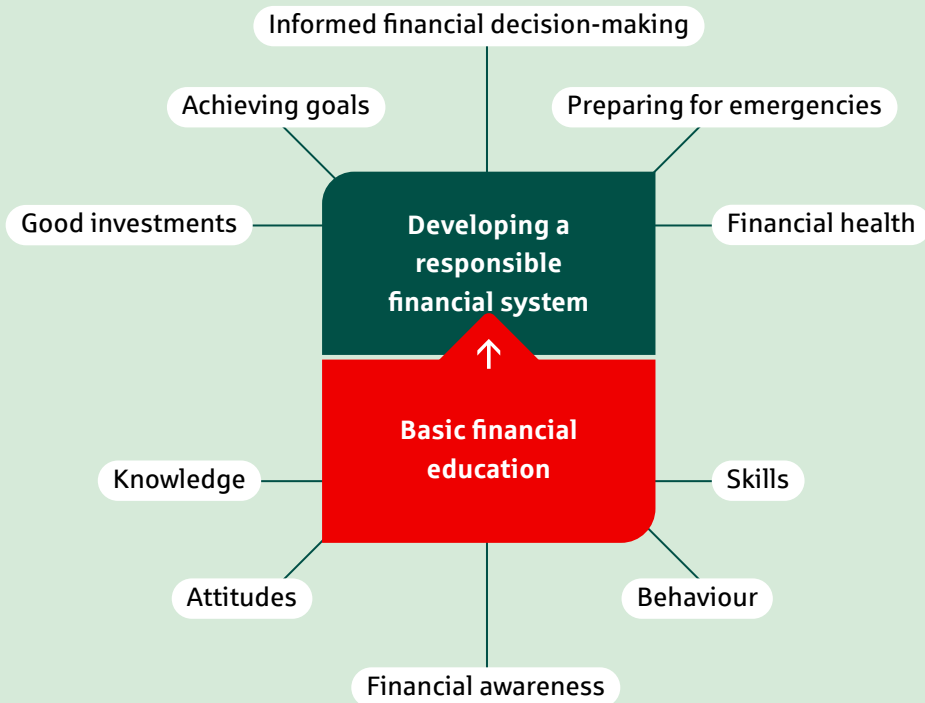 Informed financial decision-making
Achieving goals
Preparing for emergencies
Good investments
Developing a
responsible
financial system
Financial health
↑
Basic financial
education
Knowledge
Skills
Attitudes
Behaviour
Financial awareness